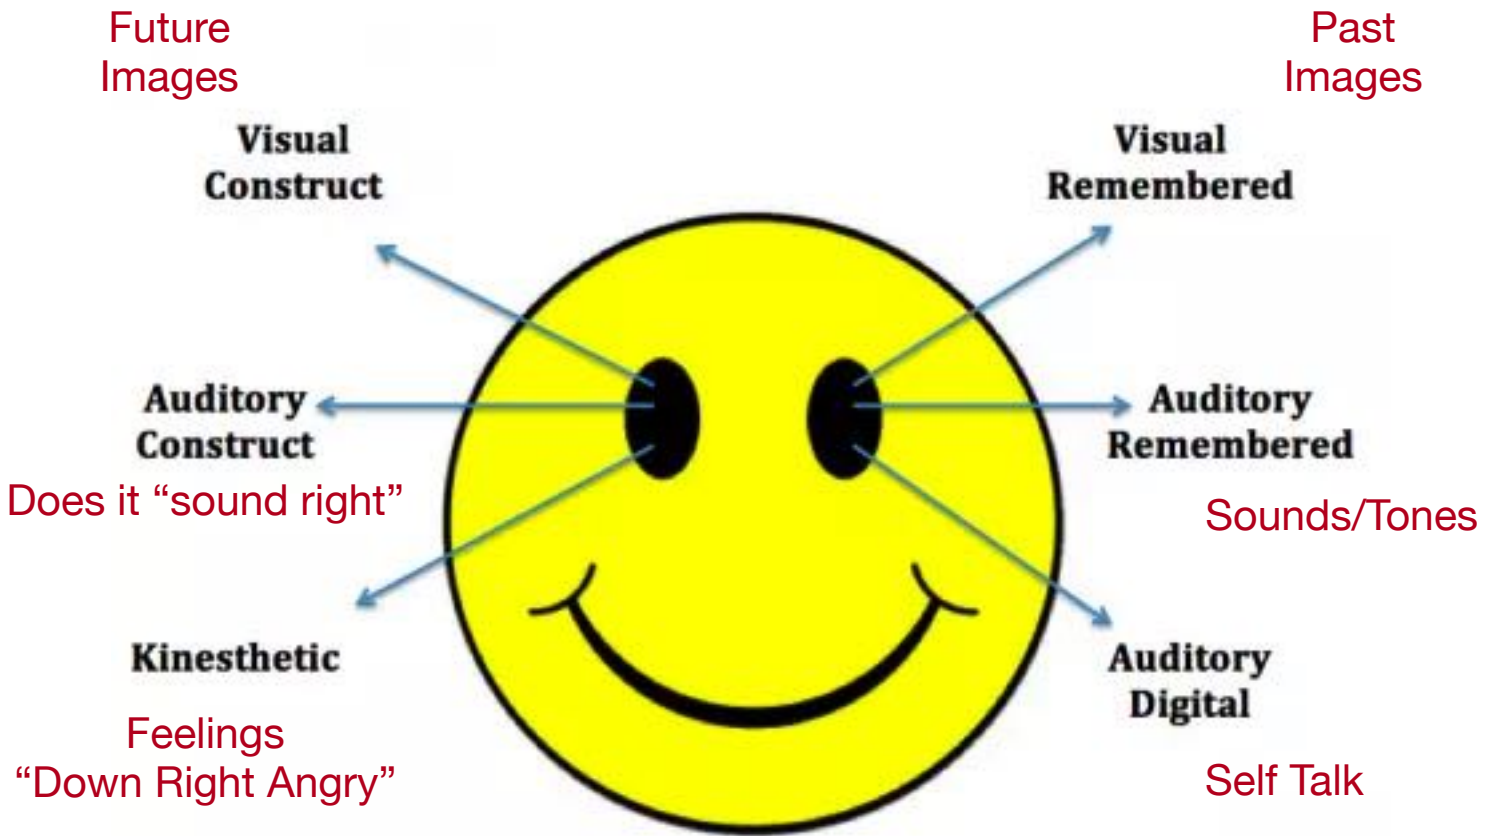 Future
Images
Past
Images
Visual
Construct
Visual
Remembered
Auditory
Construct
Auditory
Remembered
Does it “sound right”
Sounds/Tones
Kinesthetic
Auditory
Digital
Feelings
“Down Right Angry”
Self Talk